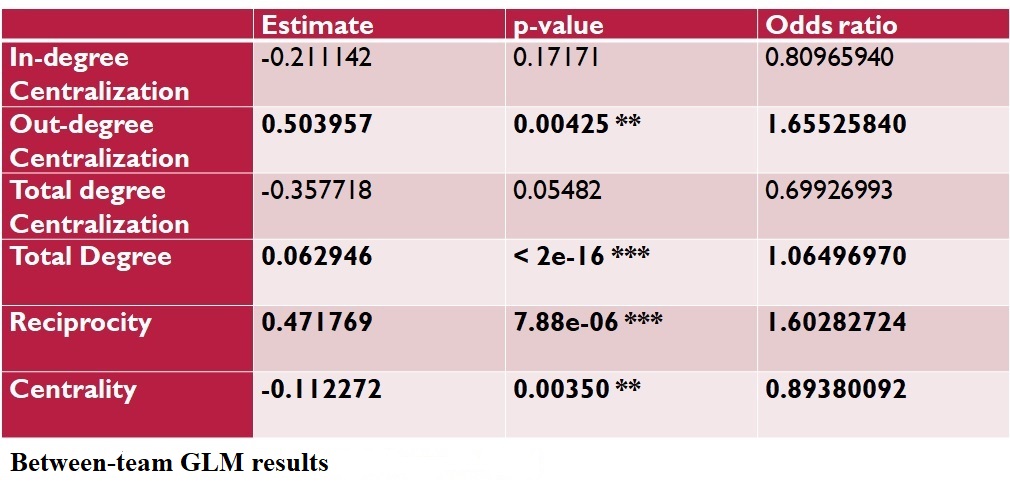 Estimate p-value Odds ratio
In-degree -0.211142 0.17171 0.80965940
Centralization
Out-degree 0.503957 0.00425 ** 1.65525840
Centralization
Total degree -0.357718 0.05482 0.69926993
Centralization
Total Degree 0.062946 < 2e-16 *** 1.06496970
Reciprocity 0.471769 7.88e-06 *** 1.60282724
Centrality -0.112272 0.00350 ** 0.89380092
Between-team GLM results